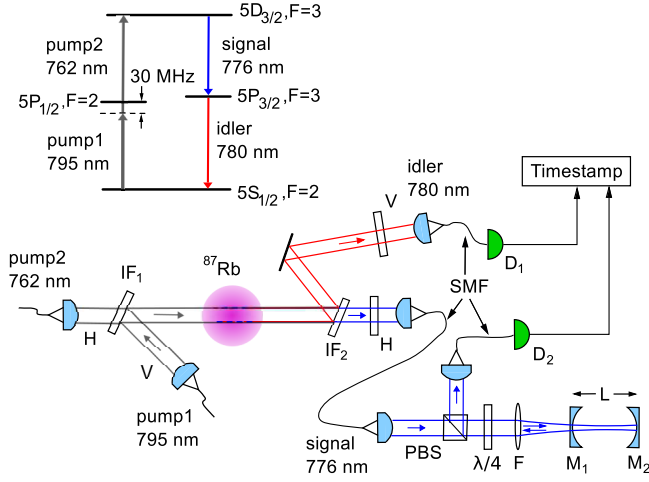 5D3/2,F=3
pump2
762 nm
signal
776 nm
30 MHz
5P1/2,F=2
5P3/2,F=3
pump1
795 nm
idler
780 nm
5S1/2,F=2
idler
780 nm
V
Timestamp
D1
pump2
762 nm
IF1
87Rb
SMF
H
IF2
H
D2
V
pump1
795 nm
L
signal
776 nm
PBS
λ/4
F
M1
M2